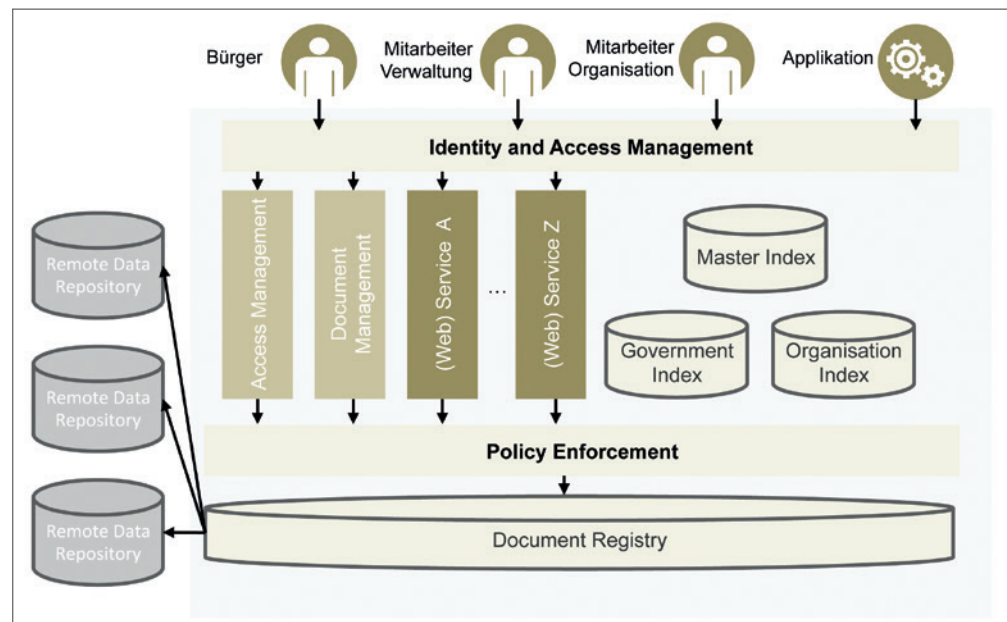 Bürger
Mitarbeiter
Verwaltung
Mitarbeiter
Organisation
Applikation
Identity and Access Management
Access Management
Document
Management
(Web) Service A
...
(Web) Service Z
Master Index
Government
Index
Organisation
Index
Remote Data
Repository
Remote Data
Repository
Remote Data
Repository
Policy Enforcement
Document Registry